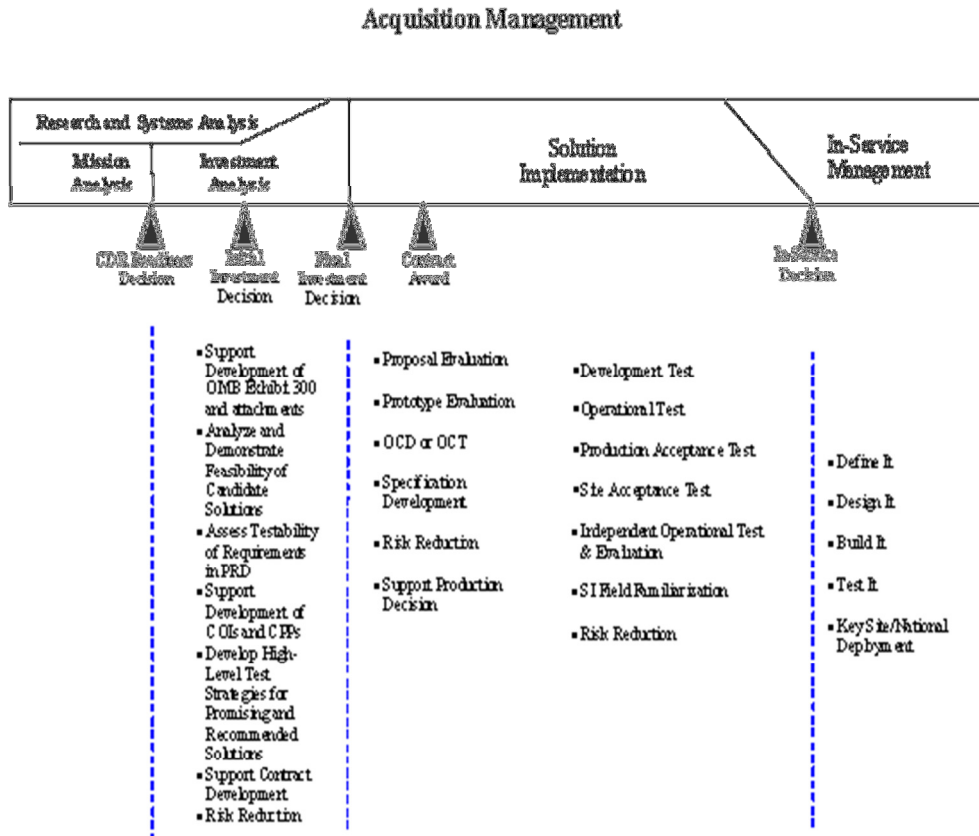 Acquisition Management
Research and Systems Analysis
Mission
Analysis
Investment
Analysis
Solution
Implementation
In-Service
Management
CDR Readiness
Decision
Initial
Investment
Decision
Final
Investment
Decision
Contract
Award
In-Service
Decision
▪Support
Development of
OMB Exhibit 300
and attachments
▪Analyze and
Demonstrate
Feasibility of
Candidate
Solutions
▪Assess Testability
of Requirements
in PRD
▪Support
Development of
COIs and CPPs
▪Develop High-
Level Test
Strategies for
Promising and
Recommended
Solutions
▪Support Contract
Development
▪Risk Reduction
▪Proposal Evaluation
▪Prototype Evaluation
▪OCD or OCT
▪Specification
Development
▪Risk Reduction
▪Support Production
Decision
▪Development Test
▪Operational Test
▪Production Acceptance Test
▪Site Acceptance Test
▪Independent Operational Test
& Evaluation
▪SI Field Familiarization
▪Risk Reduction
▪Define It
▪Design It
▪Build It
▪Test It
▪Key Site/National
Deployment